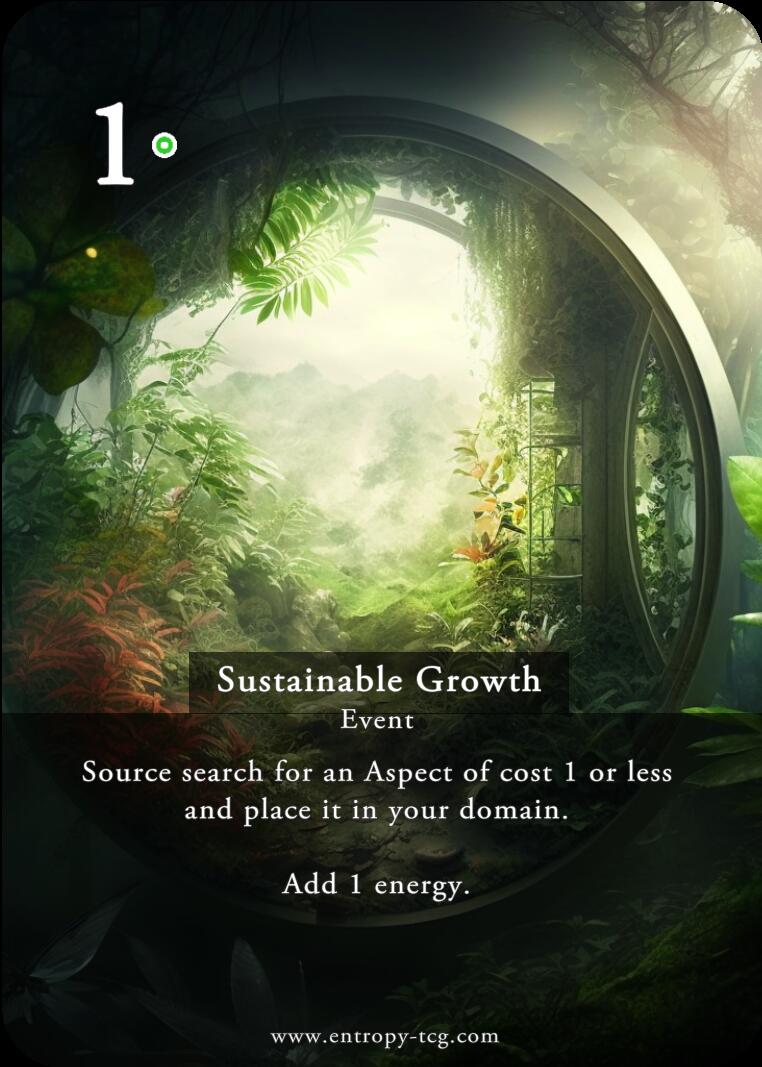 1
Sustainable Growth
Event
Source search for an Aspect of cost 1 or less
and place it in your domain.
Add 1 energy.
www.entropy-tcg.com